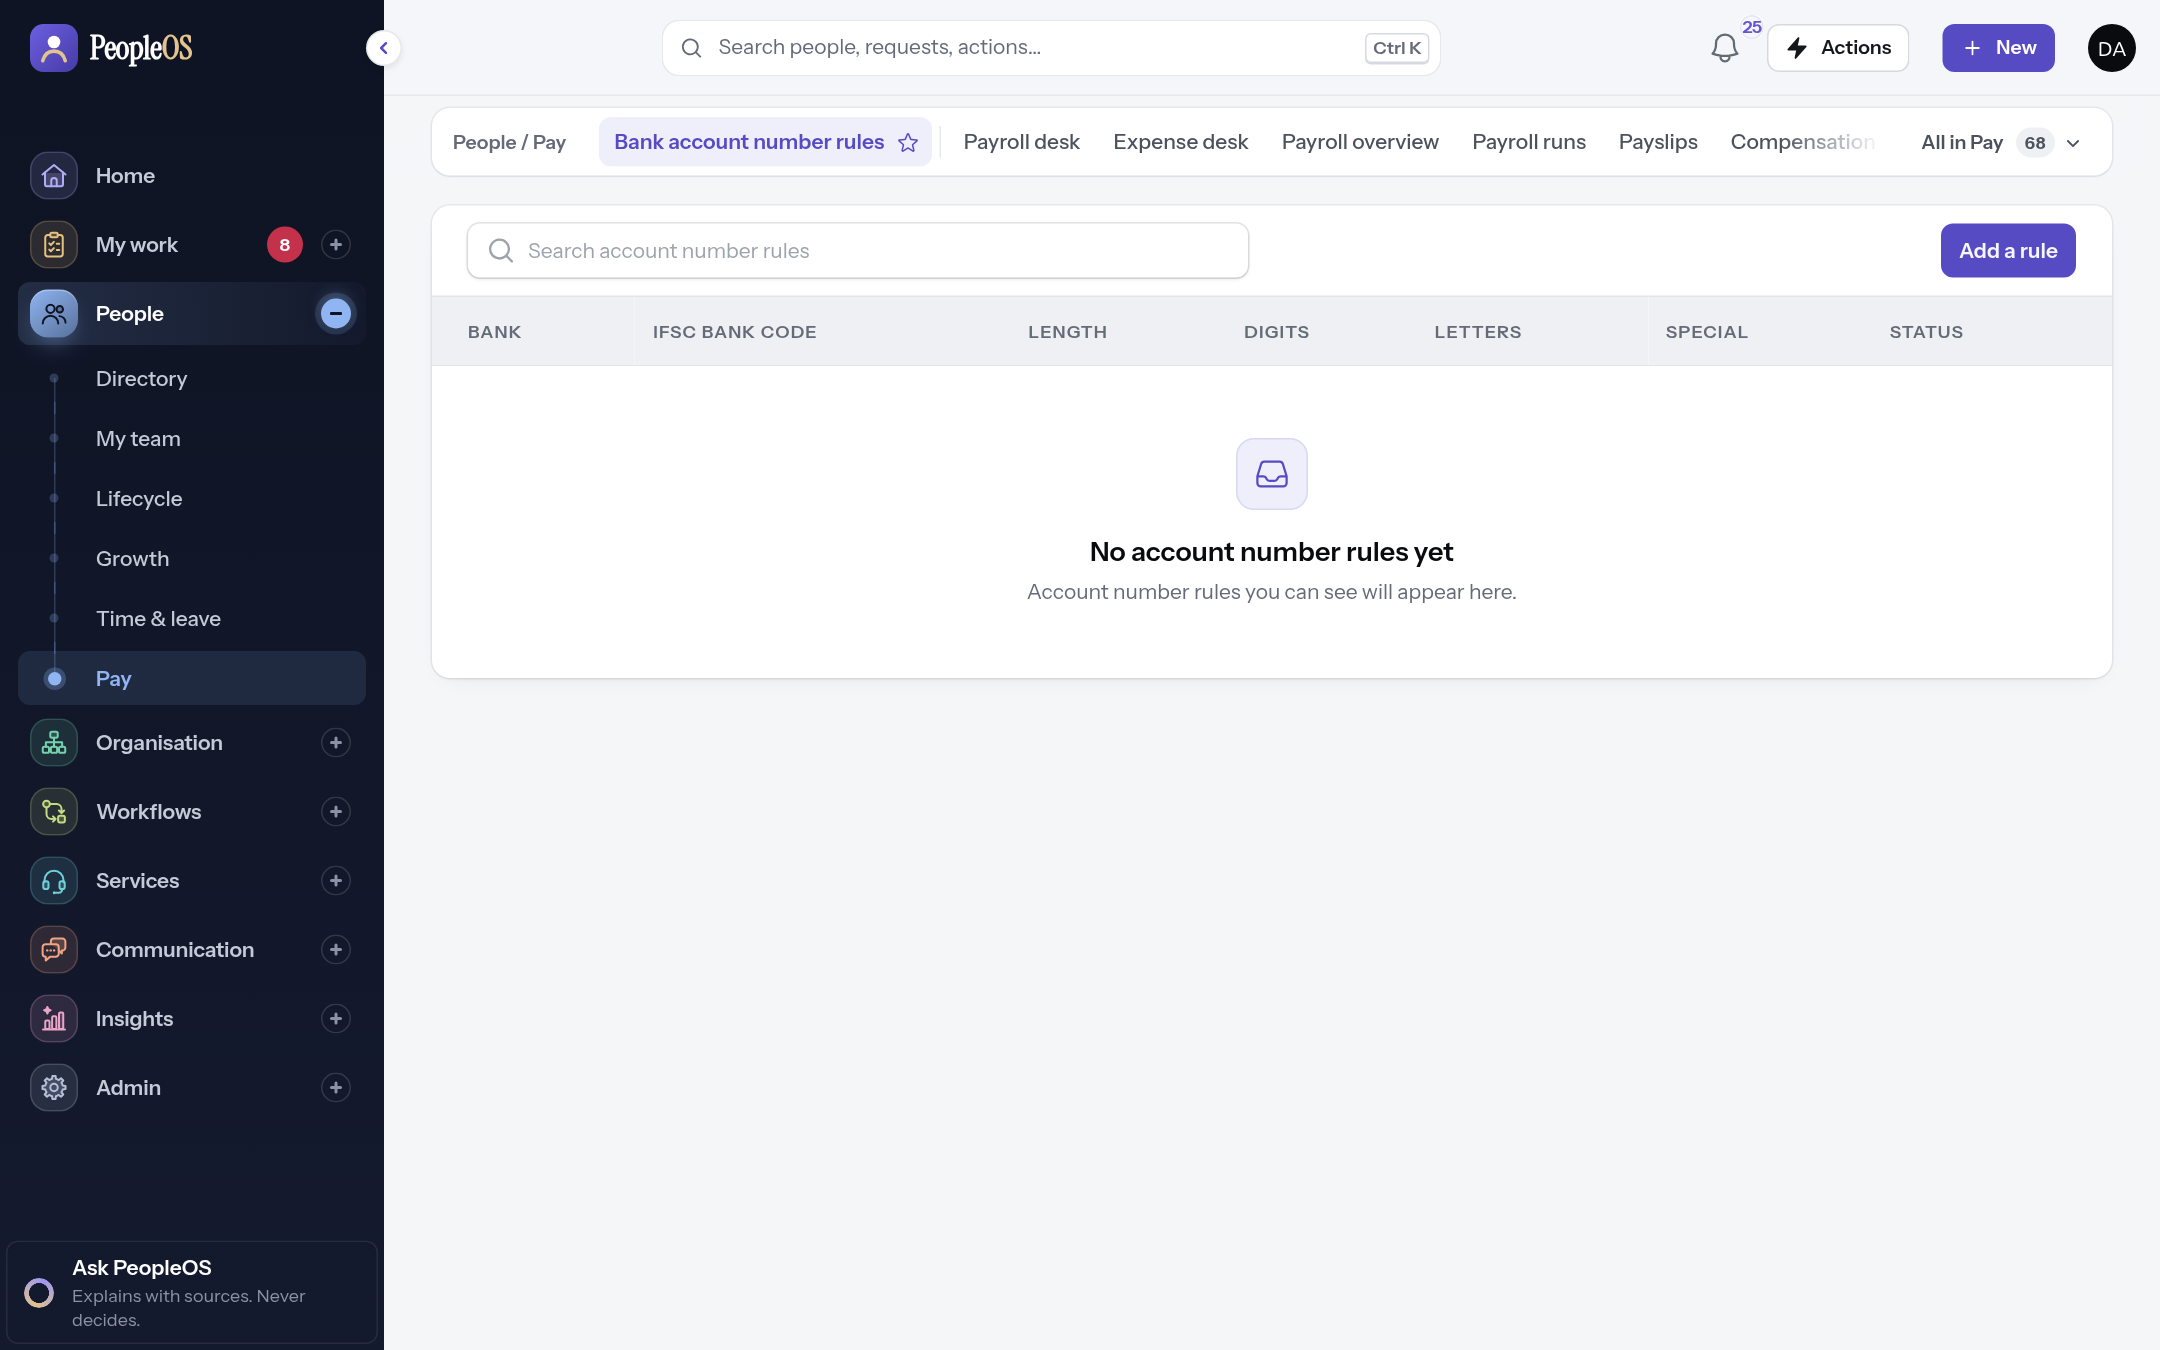 PeopleOS
Search people, requests, actions...
Ctrl K
25
Actions
New
DA
Home
My work
8
People
Directory
My team
Lifecycle
Growth
Time & leave
Pay
Organisation
Workflows
Services
Communication
Insights
Admin
Ask PeopleOS
Explains with sources. Never
decides.
People / Pay
Bank account number rules
Payroll desk
Expense desk
Payroll overview
Payroll runs
Payslips
Compensation
All in Pay
68
Search account number rules
Add a rule
BANK
IFSC BANK CODE
LENGTH
DIGITS
LETTERS
SPECIAL
STATUS
No account number rules yet
Account number rules you can see will appear here.